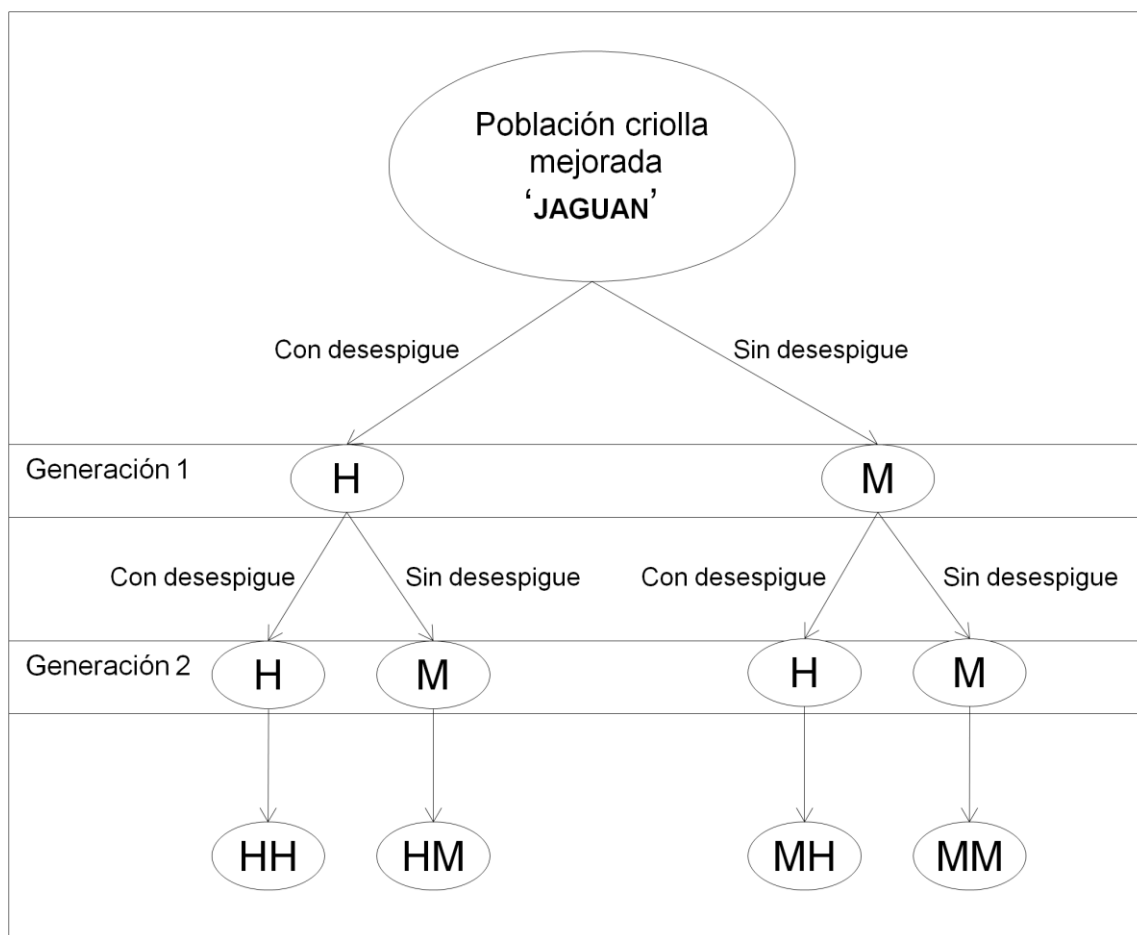 Población criolla
mejorada
‘JAGUAN’
Con desespigue
Sin desespigue
Generación 1
H
M
Con desespigue
Sin desespigue
Con desespigue
Sin desespigue
Generación 2
H
M
H
M
HH
HM
MH
MM